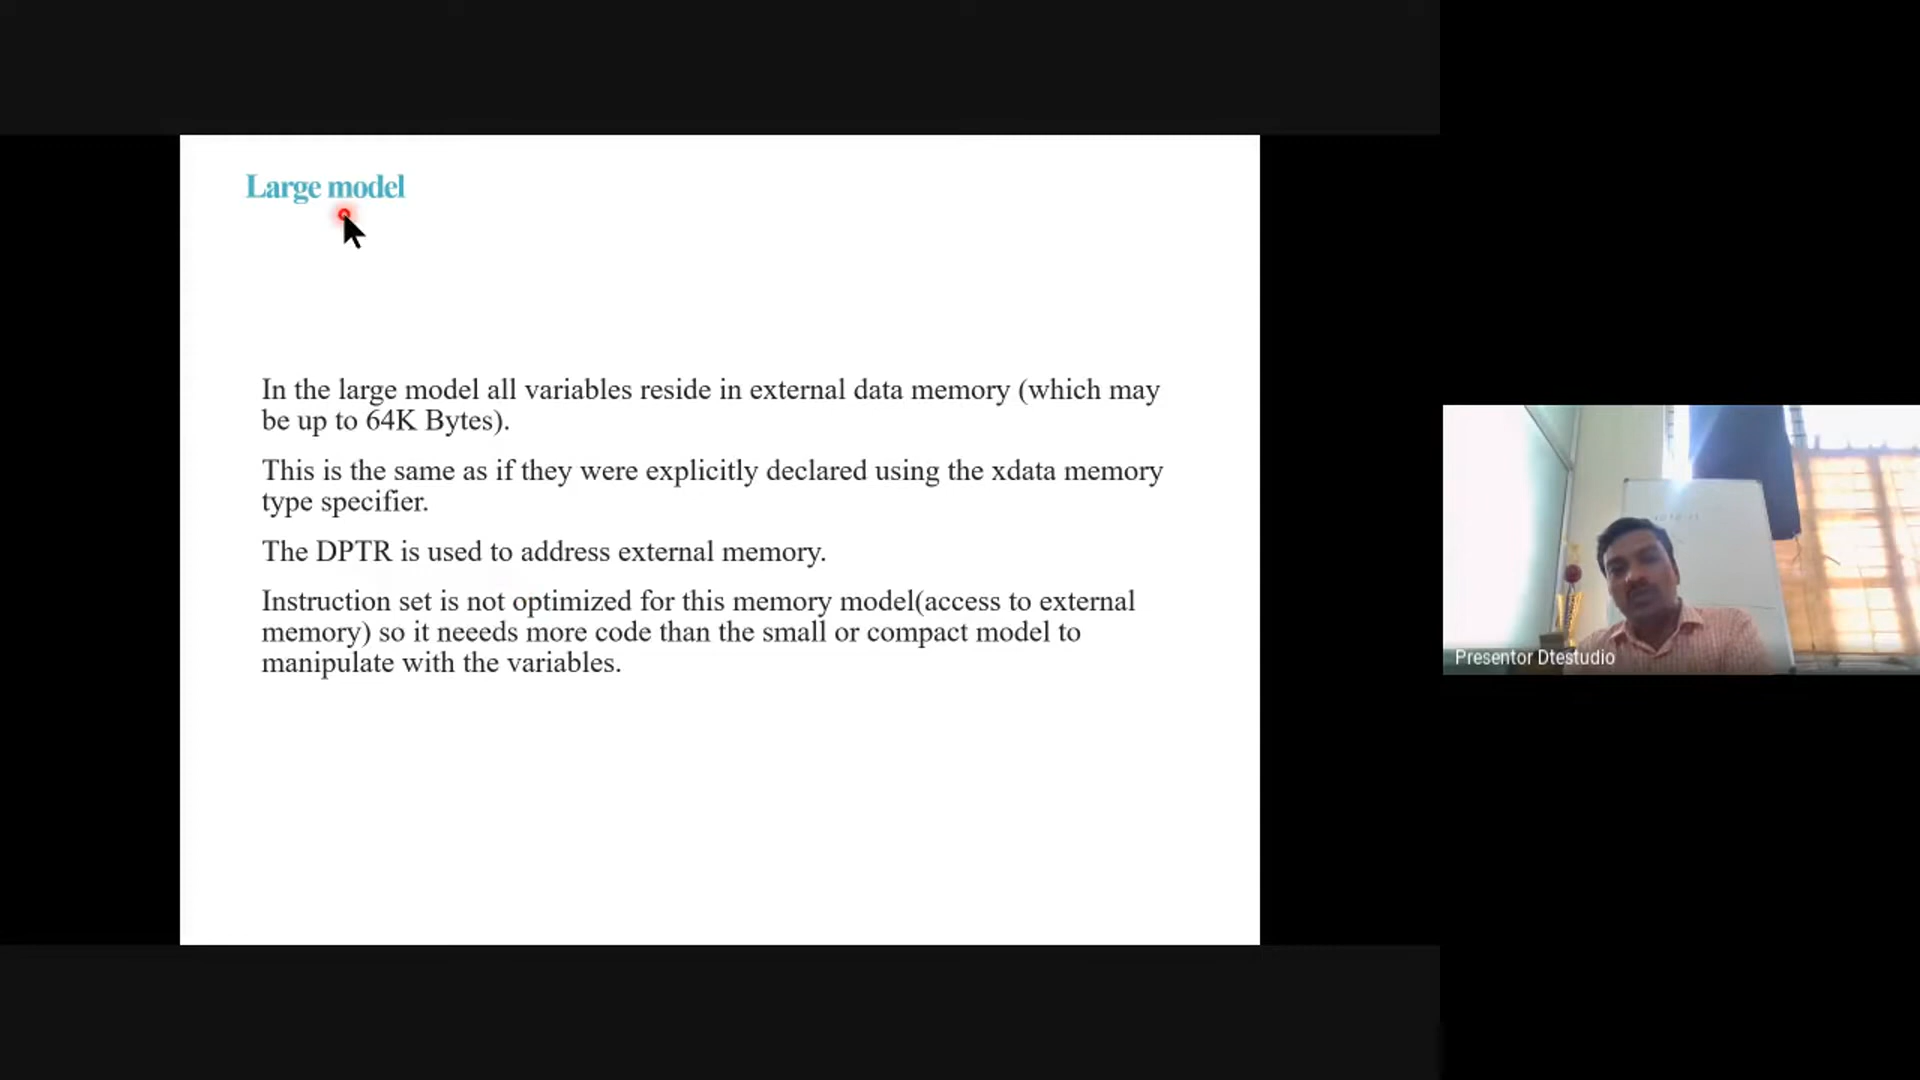 Large model
In the large model all variables reside in external data memory (which may
be up to 64K Bytes).
This is the same as if they were explicitly declared using the xdata memory
type specifier.
The DPTR is used to address external memory.
Instruction set is not optimized for this memory model(access to external
memory) so it neeeds more code than the small or compact model to
manipulate with the variables.
Presentor Dtestudio